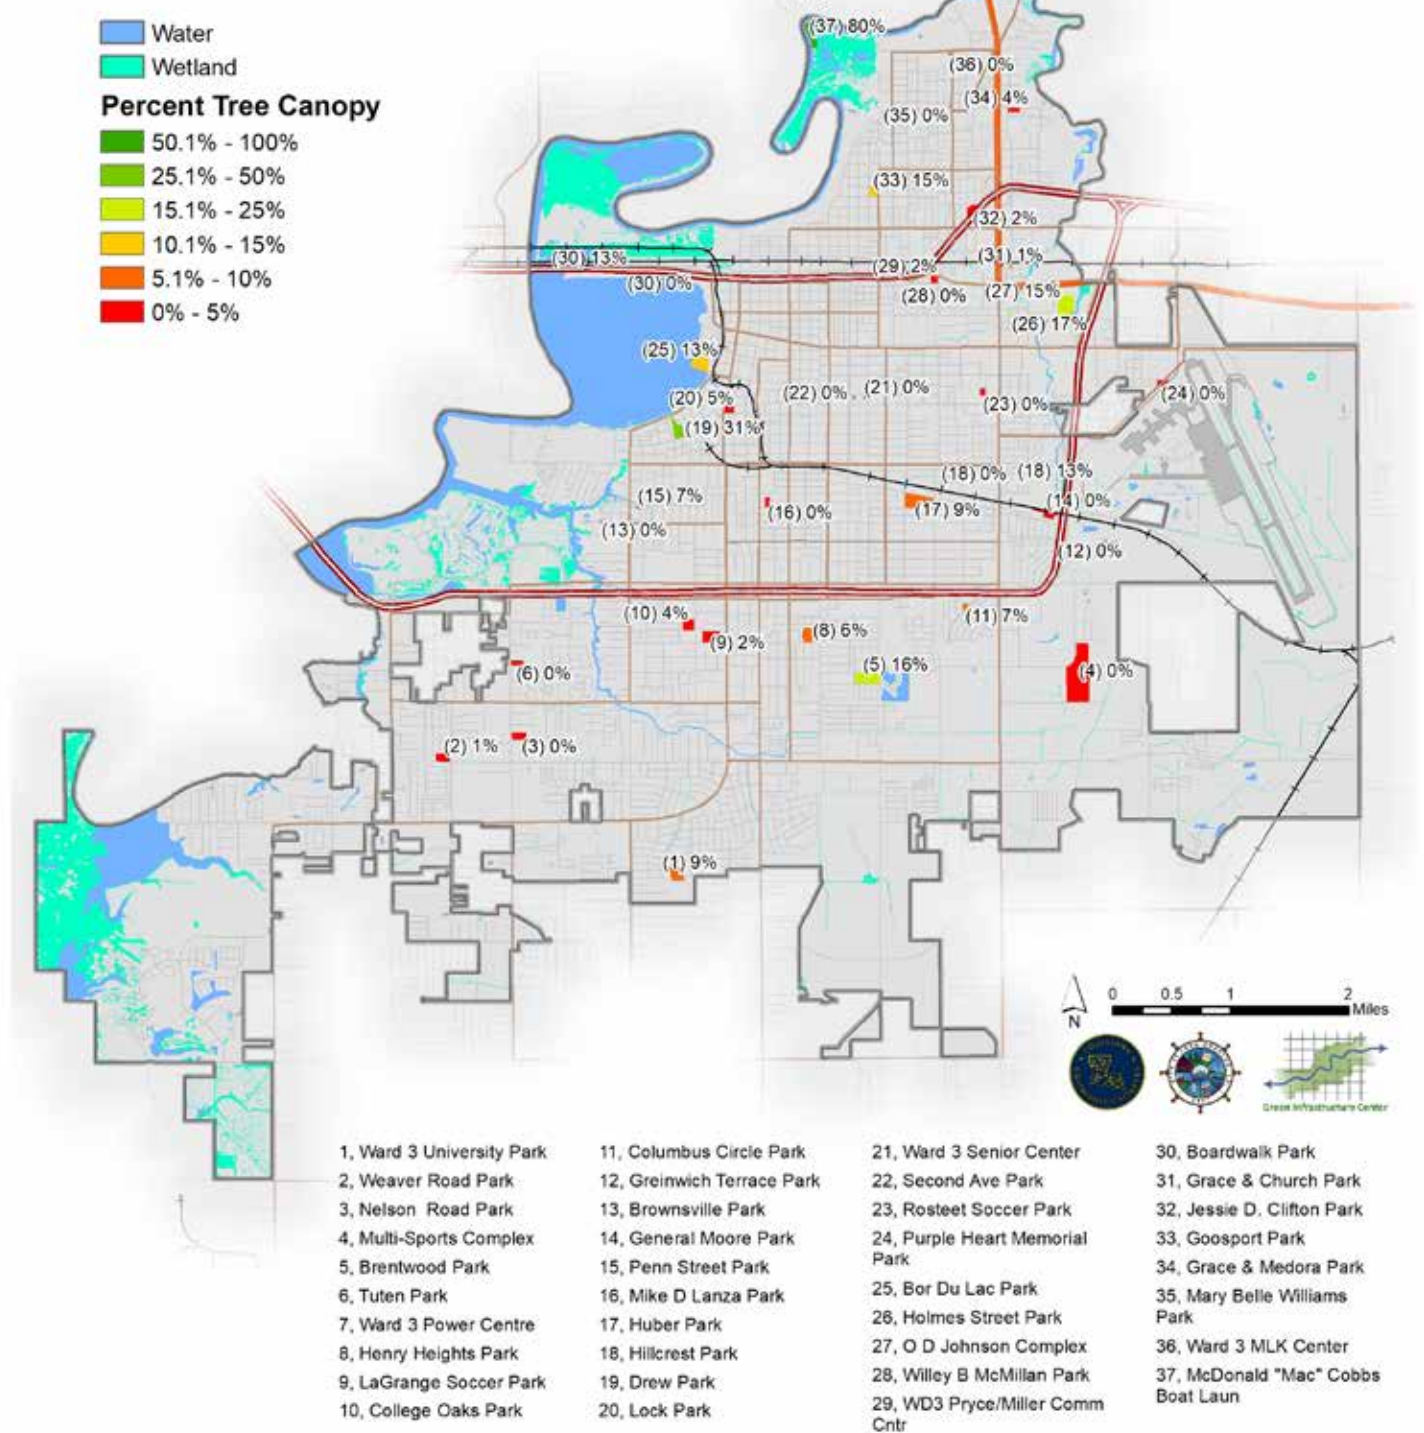 Water
Wetland
Percent Tree Canopy
50.1% - 100%
25.1% - 50%
15.1% - 25%
10.1% - 15%
5.1% - 10%
0% - 5%
(37) 80%
(36) 0%
(34) 4%
(35) 0%
(33) 15%
(32) 2%
(30) 13%
(31) 1%
(29) 2%
(30) 0%
(28) 0%
(27) 15%
(26) 17%
(25) 13%
(20) 5%
(22) 0%
(21) 0%
(24) 0%
(23) 0%
(19) 31%
(18) 0%
(18) 13%
(15) 7%
(14) 0%
(16) 0%
(17) 9%
(13) 0%
(12) 0%
(10) 4%
(11) 7%
(9) 2%
(8) 6%
(5) 16%
(6) 0%
(4) 0%
(2) 1%
(3) 0%
(1) 9%
N
0 0.5 1 2
Miles
Green Infrastructure Center
1, Ward 3 University Park
2, Weaver Road Park
3, Nelson Road Park
4, Multi-Sports Complex
5, Brentwood Park
6, Tuten Park
7, Ward 3 Power Centre
8, Henry Heights Park
9, LaGrange Soccer Park
10, College Oaks Park
11, Columbus Circle Park
12, Greinwich Terrace Park
13, Brownsville Park
14, General Moore Park
15, Penn Street Park
16, Mike D Lanza Park
17, Huber Park
18, Hillcrest Park
19, Drew Park
20, Lock Park
21, Ward 3 Senior Center
22, Second Ave Park
23, Rosteet Soccer Park
24, Purple Heart Memorial
Park
25, Bor Du Lac Park
26, Holmes Street Park
27, O D Johnson Complex
28, Willey B McMillan Park
29, WD3 Pryce/Miller Comm
Cntr
30, Boardwalk Park
31, Grace & Church Park
32, Jessie D. Clifton Park
33, Goosport Park
34, Grace & Medora Park
35, Mary Belle Williams
Park
36, Ward 3 MLK Center
37, McDonald "Mac" Cobbs
Boat Laun